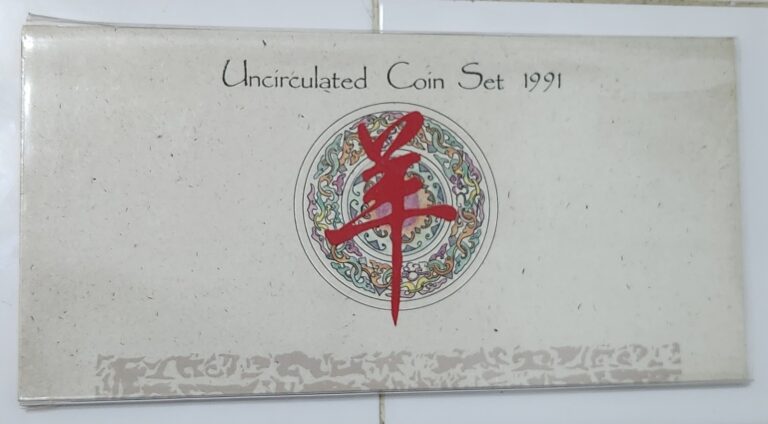 Uncirculated Coin Set 1991
羊